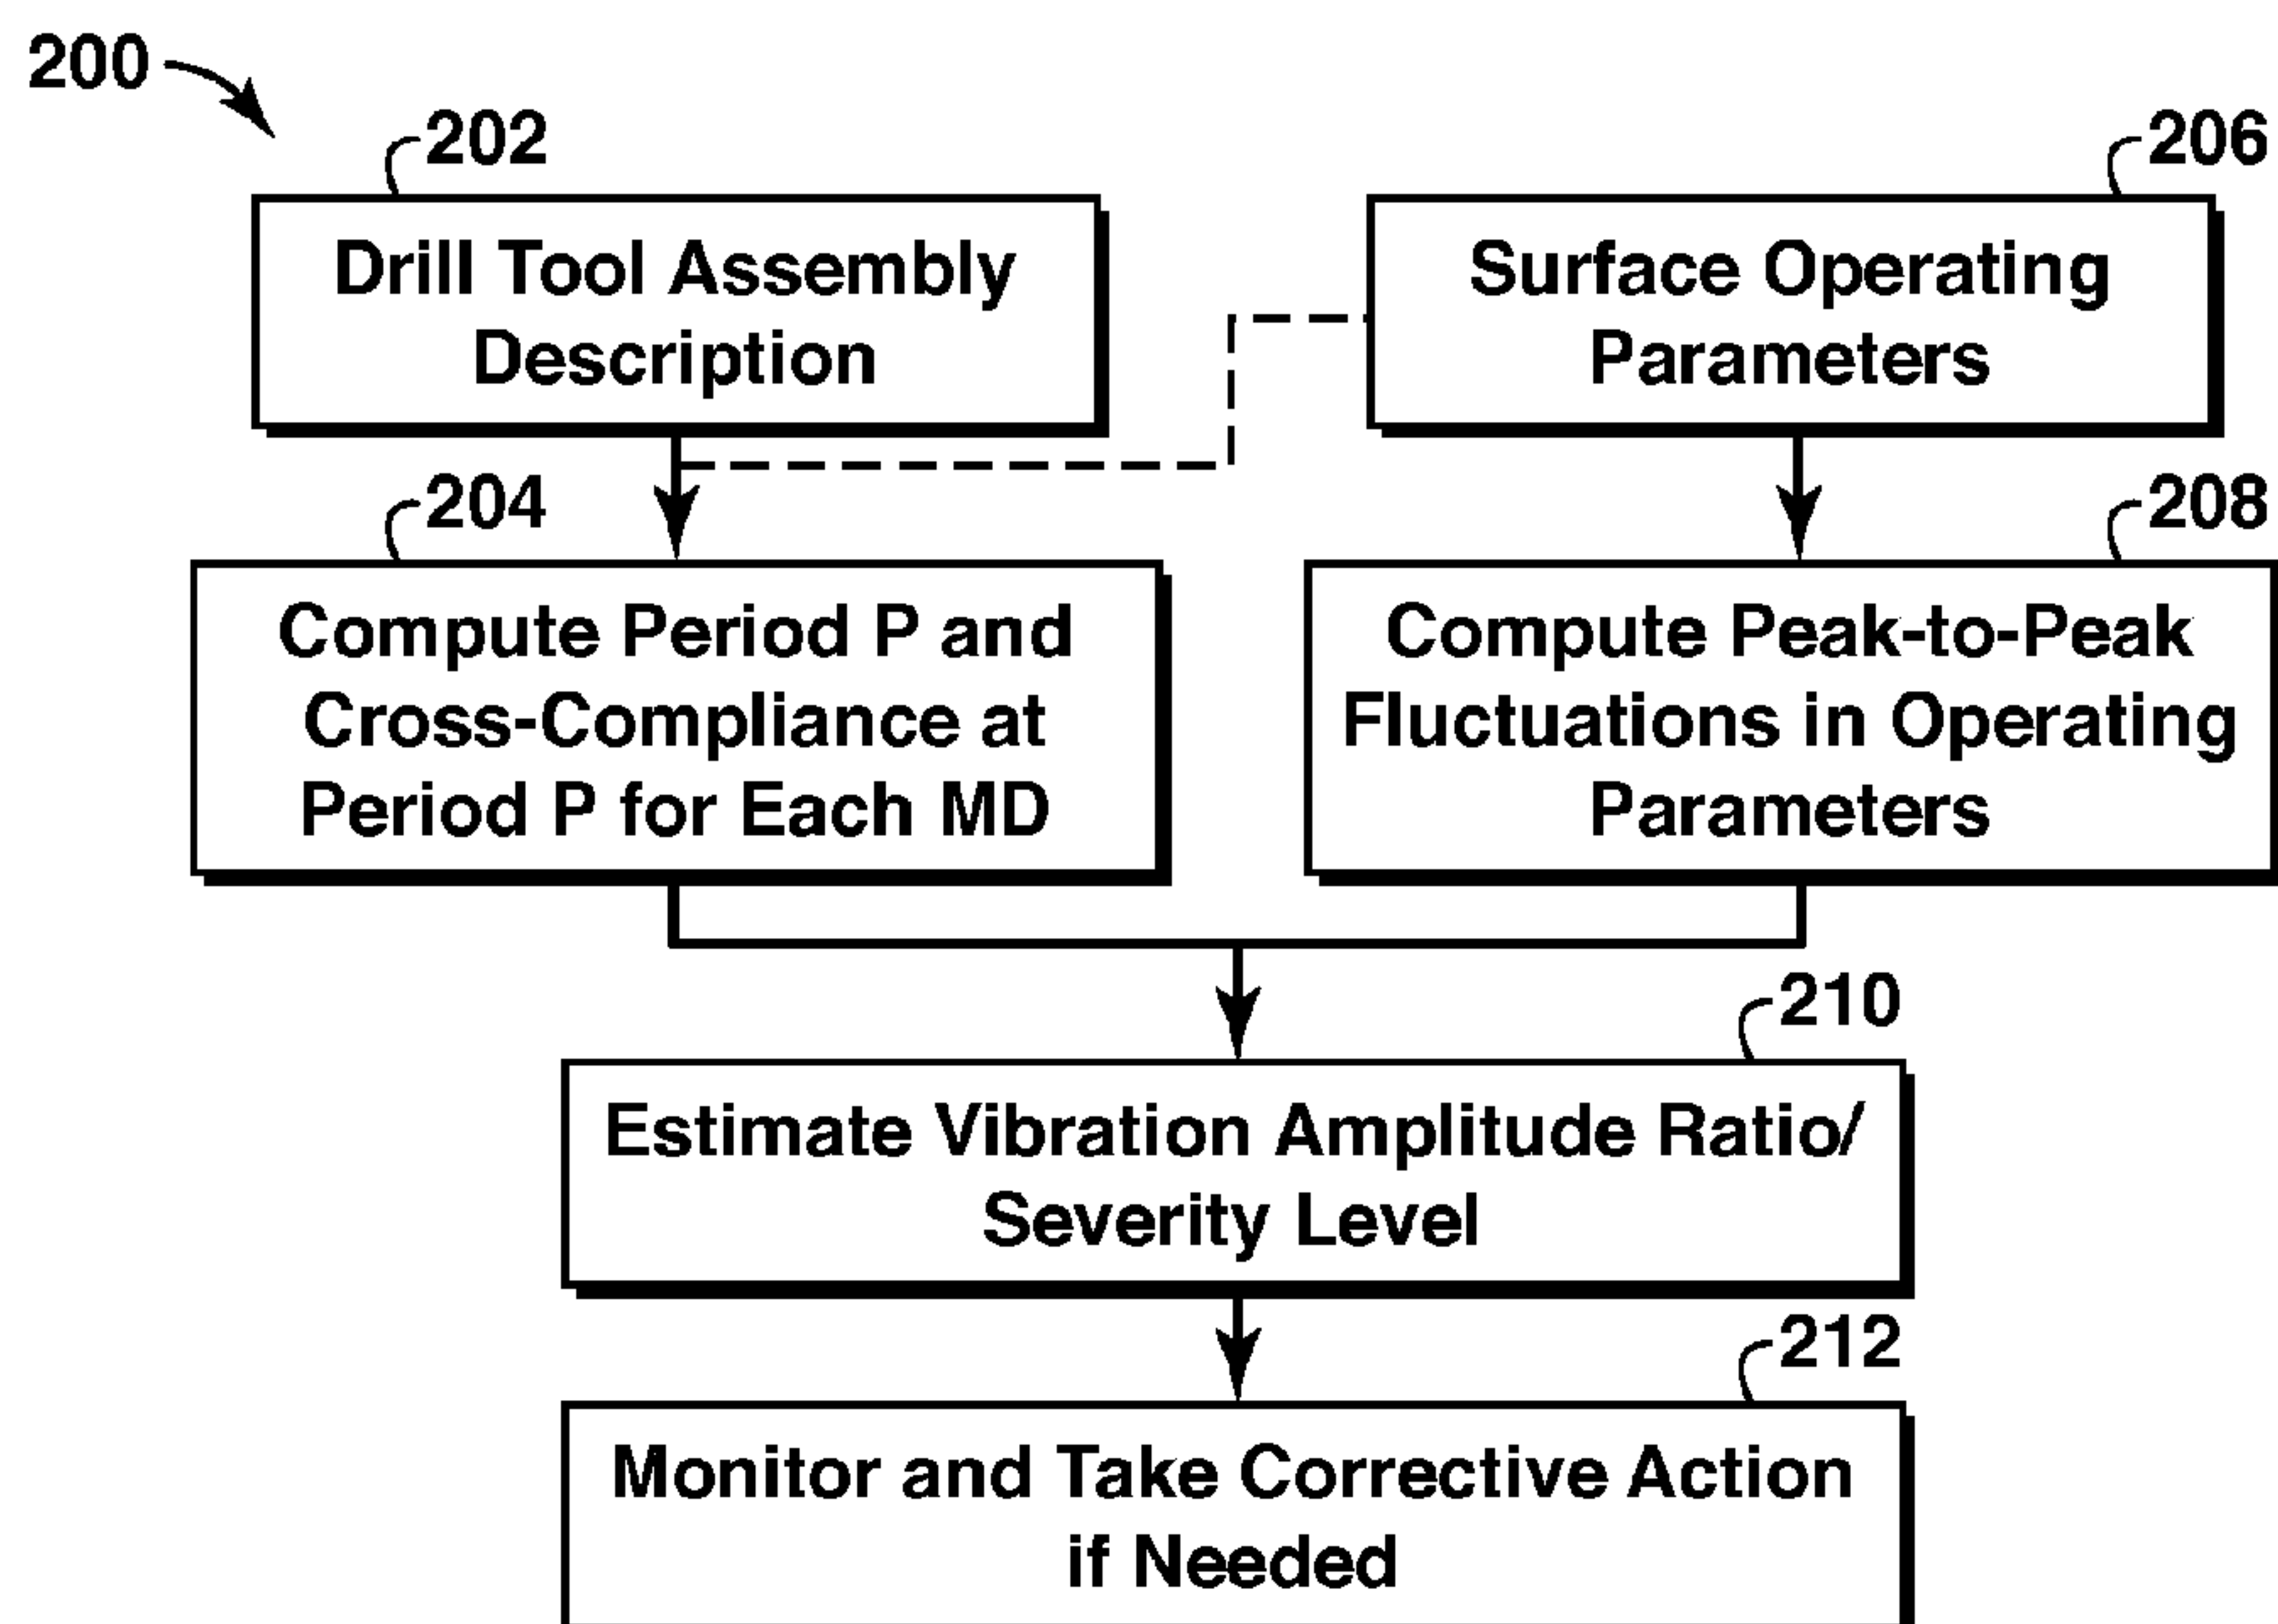 200
202
Drill Tool Assembly
Description
206
Surface Operating
Parameters
204
Compute Period P and
Cross-Compliance at
Period P for Each MD
208
Compute Peak-to-Peak
Fluctuations in Operating
Parameters
210
Estimate Vibration Amplitude Ratio/
Severity Level
212
Monitor and Take Corrective Action
if Needed